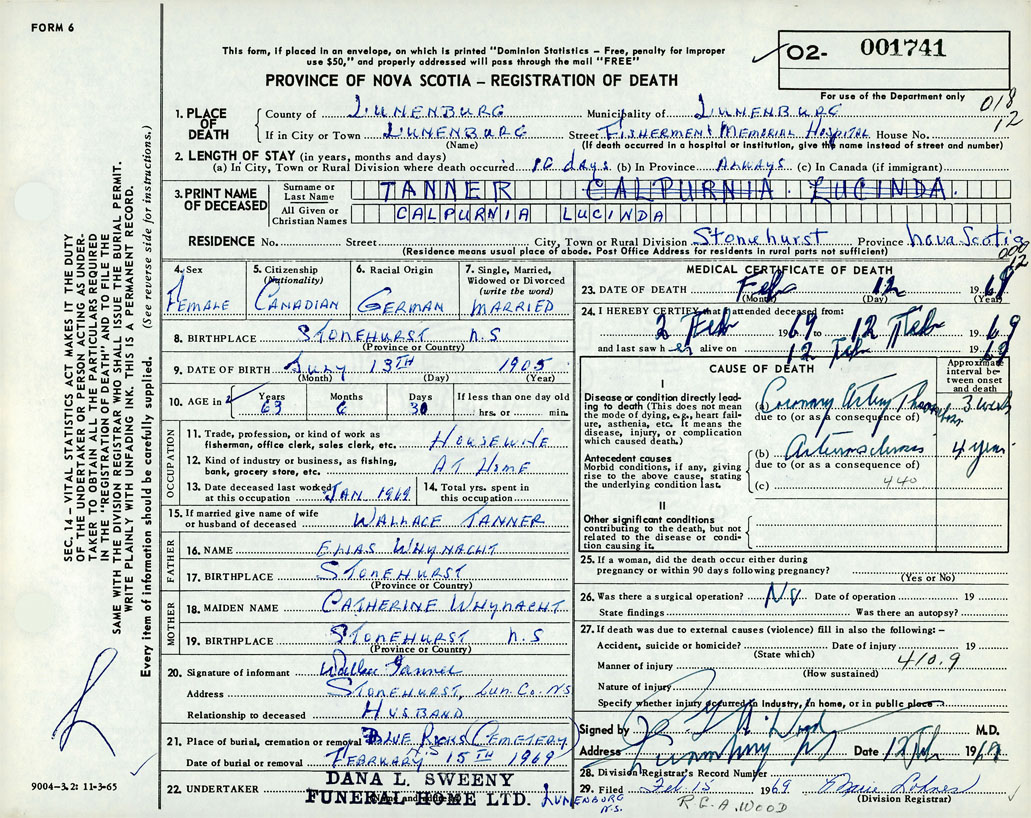 FORM 6
This form, if placed in an envelope, on which is printed "Dominion Statistics – Free, penalty for improper
use $50," and properly addressed will pass through the mail "FREE"
PROVINCE OF NOVA SCOTIA – REGISTRATION OF DEATH
02- 001741
For use of the Department only
018
12
1. PLACE OF DEATH
County of LUNENBURG Municipality of LUNENBURG
If in City or Town LUNENBURG Street FISHERMEN'S MEMORIAL HOSPITAL House No.
(Name) (If death occurred in a hospital or institution, give the name instead of street and number)
2. LENGTH OF STAY (in years, months and days)
(a) In City, Town or Rural Division where death occurred 10 days (b) In Province ALWAYS (c) In Canada (if immigrant)
3. PRINT NAME OF DECEASED
Surname or Last Name TANNER CALPURNIA LUCINDA
All Given or Christian Names CALPURNIA LUCINDA
RESIDENCE No. Street City, Town or Rural Division Stonehurst Province Nova Scotia
(Residence means usual place of abode. Post Office Address for residents in rural parts not sufficient)
000
12
4. Sex FEMALE
5. Citizenship (Nationality) CANADIAN
6. Racial Origin GERMAN
7. Single, Married, Widowed or Divorced (write the word) MARRIED
8. BIRTHPLACE STONEHURST N.S
(Province or Country)
9. DATE OF BIRTH July 13TH 1905
(Month) (Day) (Year)
10. AGE in Years 63 Months 6 Days 30 If less than one day old hrs. or min.
OCCUPATION
11. Trade, profession, or kind of work as
fisherman, office clerk, sales clerk, etc. HOUSEWIFE
12. Kind of industry or business, as fishing,
bank, grocery store, etc. AT HOME
13. Date deceased last worked at this occupation JAN 1969 14. Total yrs. spent in this occupation
15. If married give name of wife
or husband of deceased WALLACE TANNER
FATHER
16. NAME ELIAS WHYNACHT
17. BIRTHPLACE STONEHURST
(Province or Country)
MOTHER
18. MAIDEN NAME CATHERINE WHYNACHT
19. BIRTHPLACE STONEHURST N.S
(Province or Country)
20. Signature of informant Wallace Tanner
Address STONEHURST, Lun. Co. NS
Relationship to deceased HUSBAND
21. Place of burial, cremation or removal BLUE ROCKS CEMETERY
N.S
Date of burial or removal FEBRUARY 15TH 1969
22. UNDERTAKER DANA L. SWEENY
FUNERAL HOME LTD. LUNENBURG
N.S.
MEDICAL CERTIFICATE OF DEATH
23. DATE OF DEATH Feb 12 1969
(Month) (Day) (Year)
24. I HEREBY CERTIFY that I attended deceased from:
2 Feb 1969 to 12 Feb 1969
and last saw her alive on 12 Feb 1969
CAUSE OF DEATH
Approximate interval between onset and death
I
Disease or condition directly leading to death (This does not
mean the mode of dying, e.g., heart failure, asthenia, etc. It means the
disease, injury, or complication which caused death.)
(a) Coronary Artery Thrombosis 3 weeks
due to (or as a consequence of)
Antecedent causes
Morbid conditions, if any, giving
rise to the above cause, stating
the underlying condition last.
(b) Arteriosclerosis 4 years
due to (or as a consequence of)
(c) 440
II
Other significant conditions
contributing to the death, but not
related to the disease or condition causing it.
25. If a woman, did the death occur either during
pregnancy or within 90 days following pregnancy?
(Yes or No)
26. Was there a surgical operation? No Date of operation 19
State findings Was there an autopsy?
27. If death was due to external causes (violence) fill in also the following: –
Accident, suicide or homicide? Date of injury 19
(State which) 410.9
Manner of injury
(How sustained)
Nature of injury
Specify whether injury occurred in Industry, in home, or in public place
Signed by Wood M.D.
Address Lunenburg NS Date 12 Feb 1969
28. Division Registrar's Record Number
29. Filed Feb 15 1969 Marie Lohnes
(Division Registrar)
R.G.A. WOOD
9004–3.2: 11-3-65
SEC. 14 – VITAL STATISTICS ACT MAKES IT THE DUTY
OF THE UNDERTAKER OR PERSON ACTING AS UNDER-
TAKER TO OBTAIN ALL THE PARTICULARS REQUIRED
IN THE "REGISTRATION OF DEATH" AND TO FILE THE
SAME WITH THE DIVISION REGISTRAR WHO SHALL ISSUE THE BURIAL PERMIT.
WRITE PLAINLY WITH UNFADING INK. THIS IS A PERMANENT RECORD.
Every item of information should be carefully supplied. (See reverse side for instructions.)